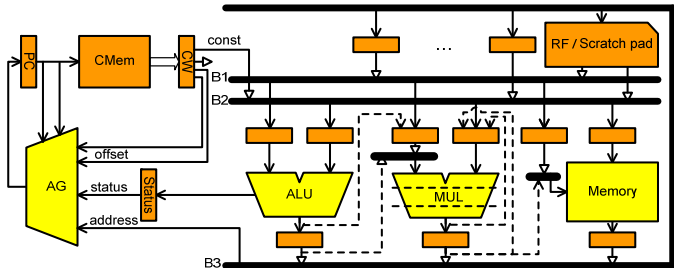 const
PC
CMem
CW
...
RF / Scratch pad
B1
B2
offset
AG
status
Status
ALU
MUL
Memory
address
B3